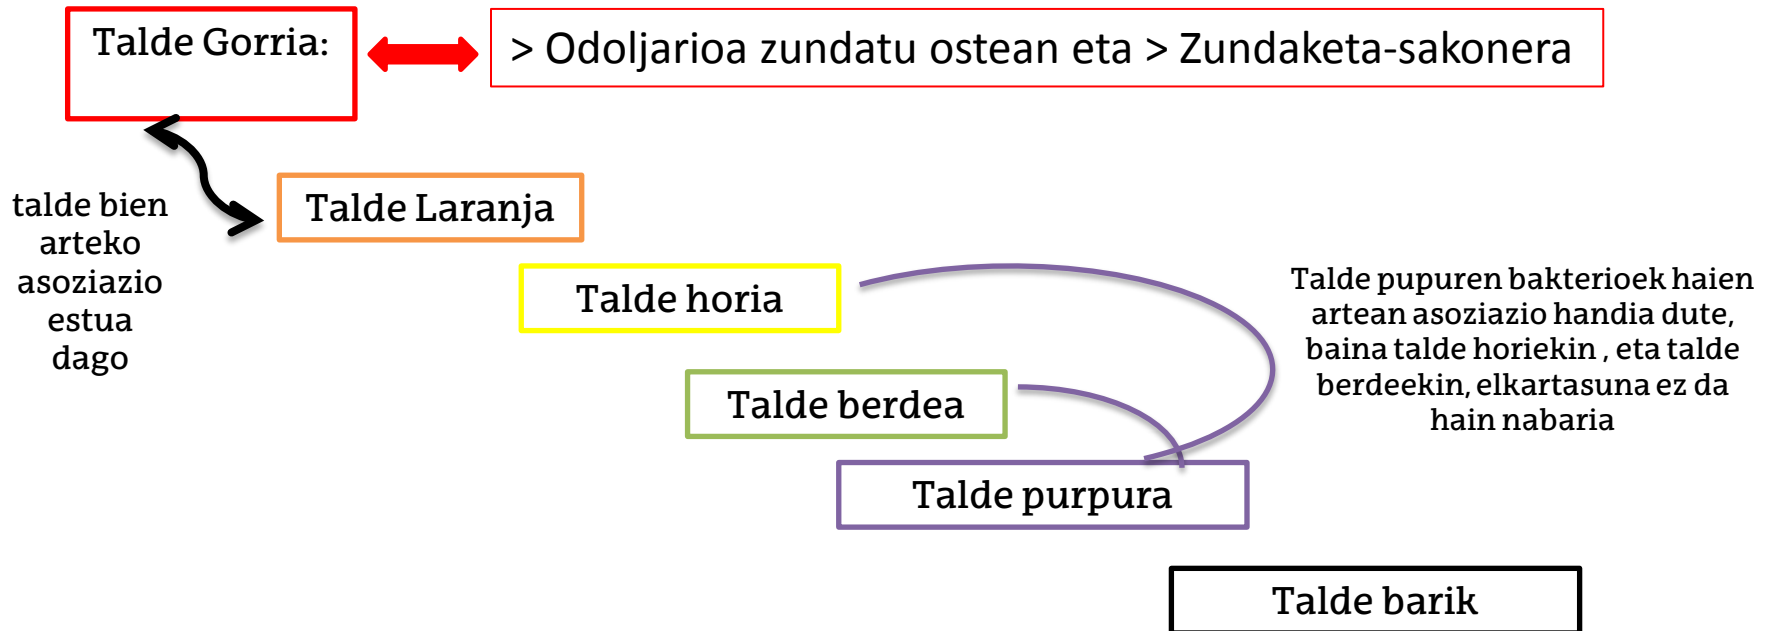 Talde Gorria:
> Odoljarioa zundatu ostean eta > Zundaketa-sakonera
talde bien
arteko
asoziazio
estua
dago
Talde Laranja
Talde horia
Talde pupuren bakterioek haien
artean asoziazio handia dute,
baina talde horiekin , eta talde
berdeekin, elkartasuna ez da
hain nabaria
Talde berdea
Talde purpura
Talde barik